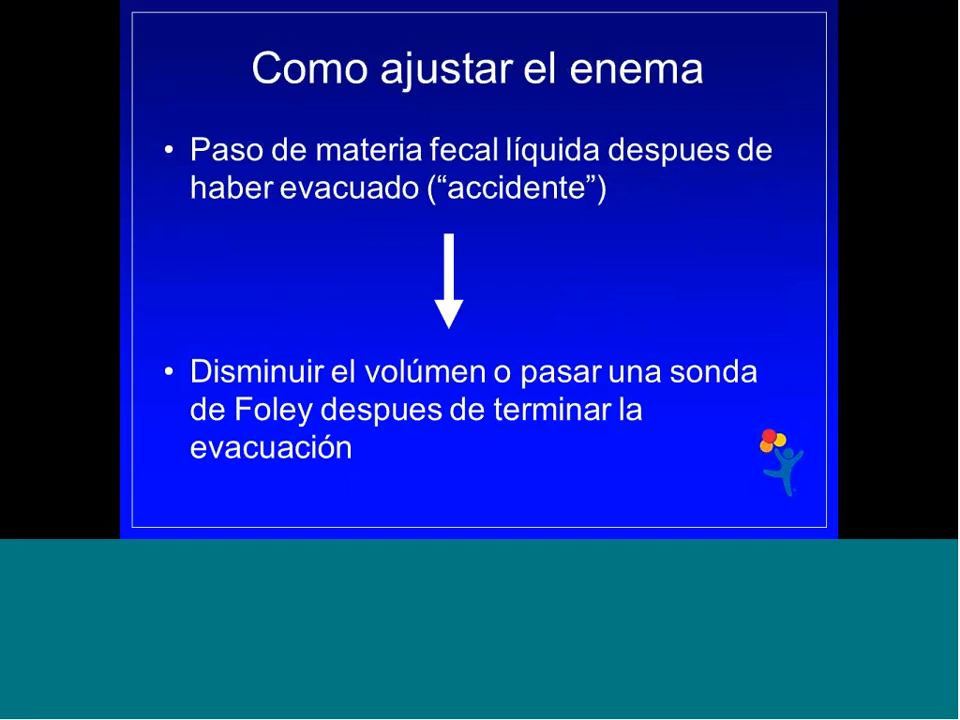 Como ajustar el enema
• Paso de materia fecal líquida despues de
haber evacuado (“accidente”)
• Disminuir el volúmen o pasar una sonda
de Foley despues de terminar la
evacuación